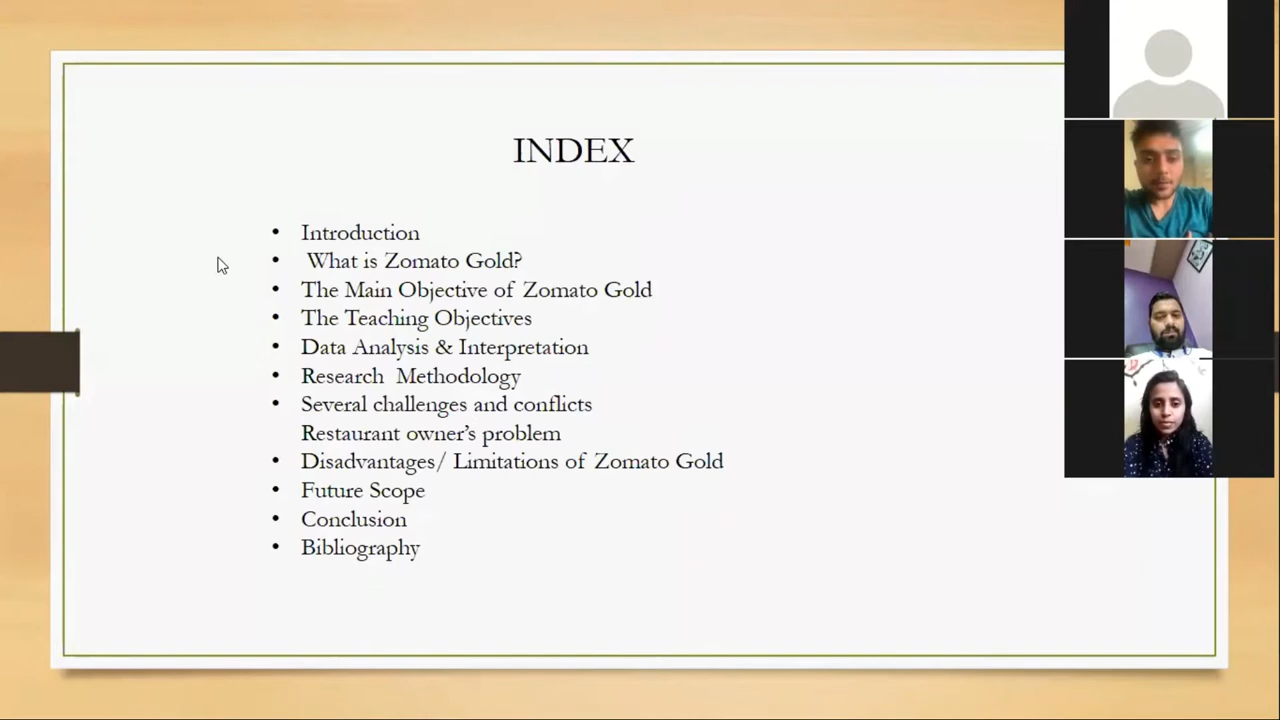 INDEX
• Introduction
• What is Zomato Gold?
• The Main Objective of Zomato Gold
• The Teaching Objectives
• Data Analysis & Interpretation
• Research Methodology
• Several challenges and conflicts
Restaurant owner’s problem
• Disadvantages/ Limitations of Zomato Gold
• Future Scope
• Conclusion
• Bibliography